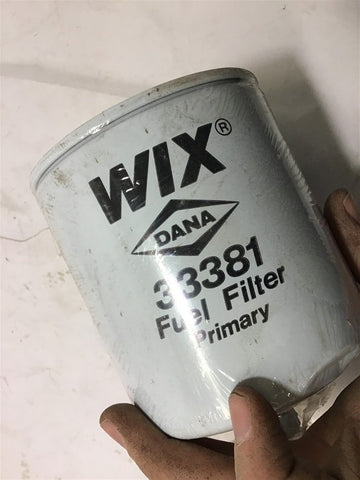 WIX®
DANA
33381
Fuel Filter
Primary